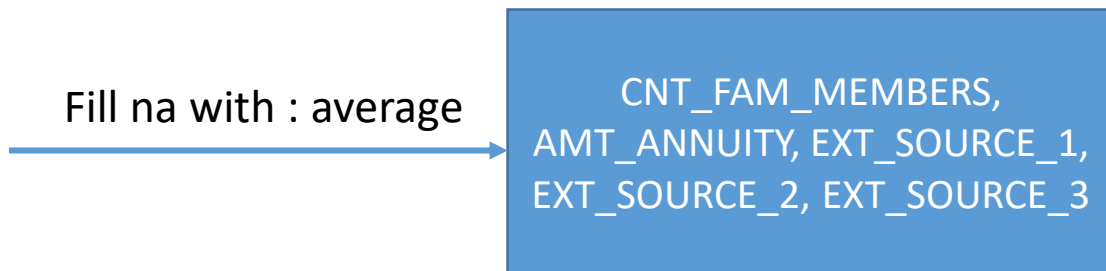 Fill na with : average
CNT_FAM_MEMBERS,
AMT_ANNUITY, EXT_SOURCE_1,
EXT_SOURCE_2, EXT_SOURCE_3